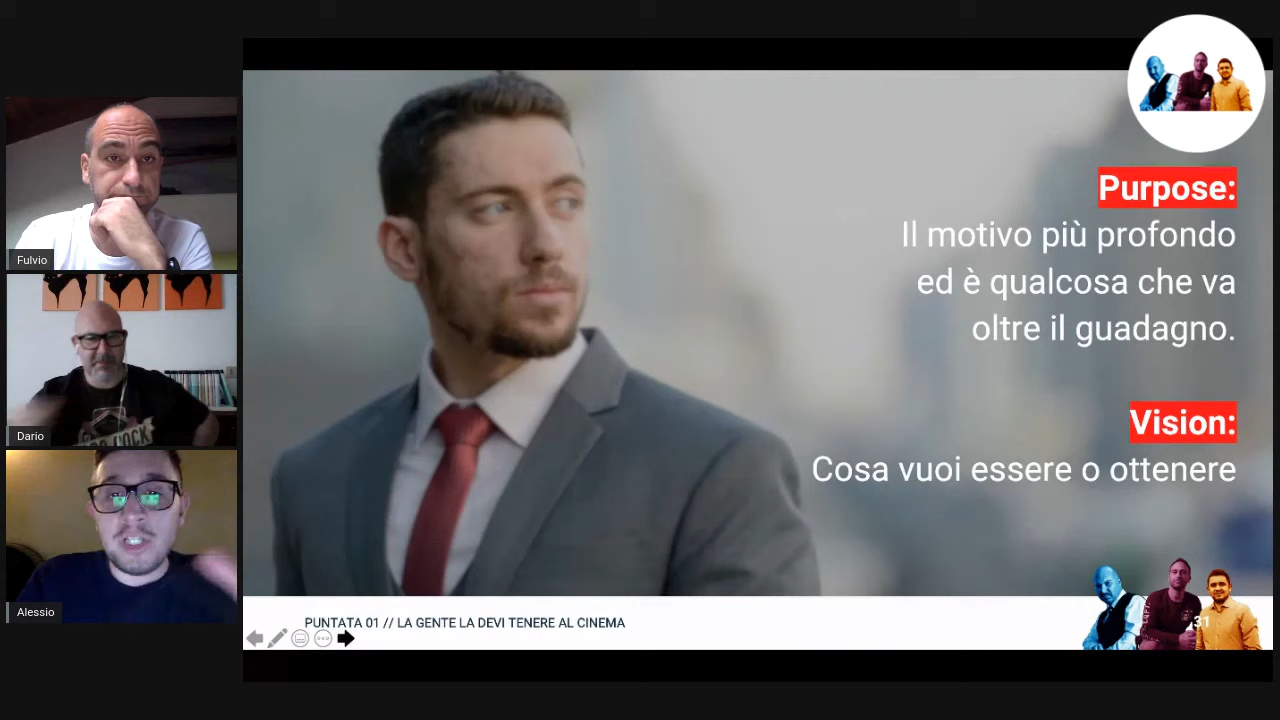 Purpose:
Il motivo più profondo
ed è qualcosa che va
oltre il guadagno.
Vision:
Cosa vuoi essere o ottenere
Fulvio
Dario
Alessio
PUNTATA 01 // LA GENTE LA DEVI TENERE AL CINEMA
31